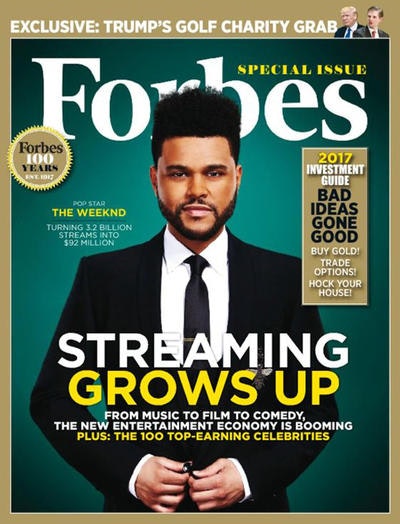 EXCLUSIVE: TRUMP'S GOLF CHARITY GRAB
SPECIAL ISSUE
Forbes
Forbes
100
YEARS
EST. 1917
POP STAR
THE WEEKND
TURNING 3.2 BILLION
STREAMS INTO
$92 MILLION
2017
INVESTMENT
GUIDE
BAD
IDEAS
GONE
GOOD
BUY GOLD!
TRADE
OPTIONS!
HOCK YOUR
HOUSE!
STREAMING
GROWS UP
FROM MUSIC TO FILM TO COMEDY,
THE NEW ENTERTAINMENT ECONOMY IS BOOMING
PLUS: THE 100 TOP-EARNING CELEBRITIES